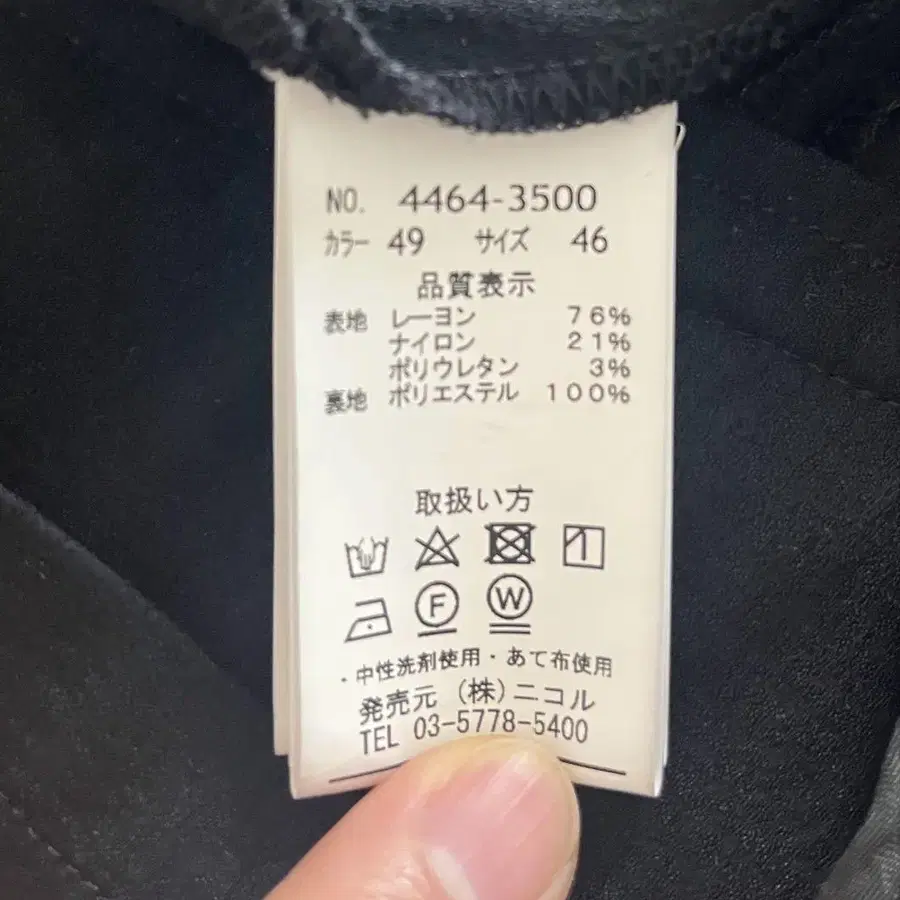 NO. 4464-3500
カラー 49 サイズ 46
品質表示
表地 レーヨン 76%
ナイロン 21%
ポリウレタン 3%
裏地 ポリエステル 100%
取扱い方
F W
・中性洗剤使用・あて布使用
発売元 (株)ニコル
TEL 03-5778-5400